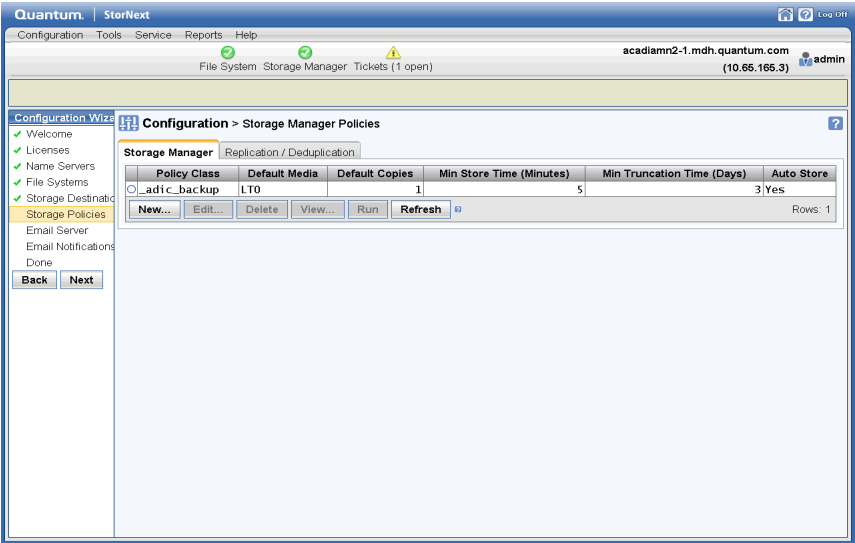 Quantum. StorNext Log Off
Configuration Tools Service Reports Help
File System Storage Manager Tickets (1 open)
acadiamn2-1.mdh.quantum.com
(10.65.165.3)
admin
Configuration Wiza
Welcome
Licenses
Name Servers
File Systems
Storage Destinatio
Storage Policies
Email Server
Email Notifications
Done
Back Next
Configuration > Storage Manager Policies
Storage Manager Replication / Deduplication
Policy Class Default Media Default Copies Min Store Time (Minutes) Min Truncation Time (Days) Auto Store
_adic_backup LTO 1 5 3 Yes
New... Edit... Delete View... Run Refresh Rows: 1